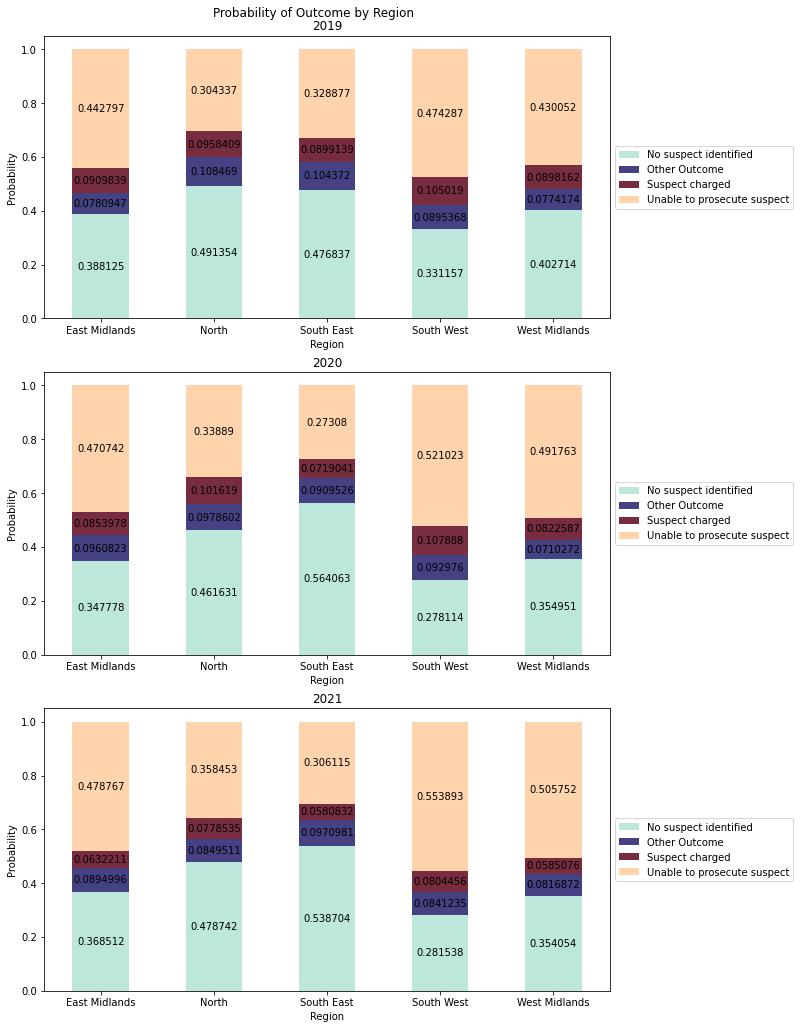 Probability of Outcome by Region
2019
1.0
0.8
0.6
0.4
0.2
0.0
Probability
0.442797
0.304337
0.328877
0.474287
0.430052
0.0909839
0.0958409
0.0899139
0.105019
0.0898162
0.0780947
0.108469
0.104372
0.0895368
0.0774174
0.388125
0.491354
0.476837
0.331157
0.402714
East Midlands
North
South East
South West
West Midlands
Region
No suspect identified
Other Outcome
Suspect charged
Unable to prosecute suspect
2020
1.0
0.8
0.6
0.4
0.2
0.0
Probability
0.470742
0.33889
0.27308
0.521023
0.491763
0.0853978
0.101619
0.0719041
0.107888
0.0822587
0.0960823
0.0978602
0.0909526
0.092976
0.0710272
0.347778
0.461631
0.564063
0.278114
0.354951
East Midlands
North
South East
South West
West Midlands
Region
No suspect identified
Other Outcome
Suspect charged
Unable to prosecute suspect
2021
1.0
0.8
0.6
0.4
0.2
0.0
Probability
0.478767
0.358453
0.306115
0.553893
0.505752
0.0632211
0.0778535
0.0580832
0.0804456
0.0585076
0.0894996
0.0849511
0.0970981
0.0841235
0.0816872
0.368512
0.478742
0.538704
0.281538
0.354054
East Midlands
North
South East
South West
West Midlands
Region
No suspect identified
Other Outcome
Suspect charged
Unable to prosecute suspect